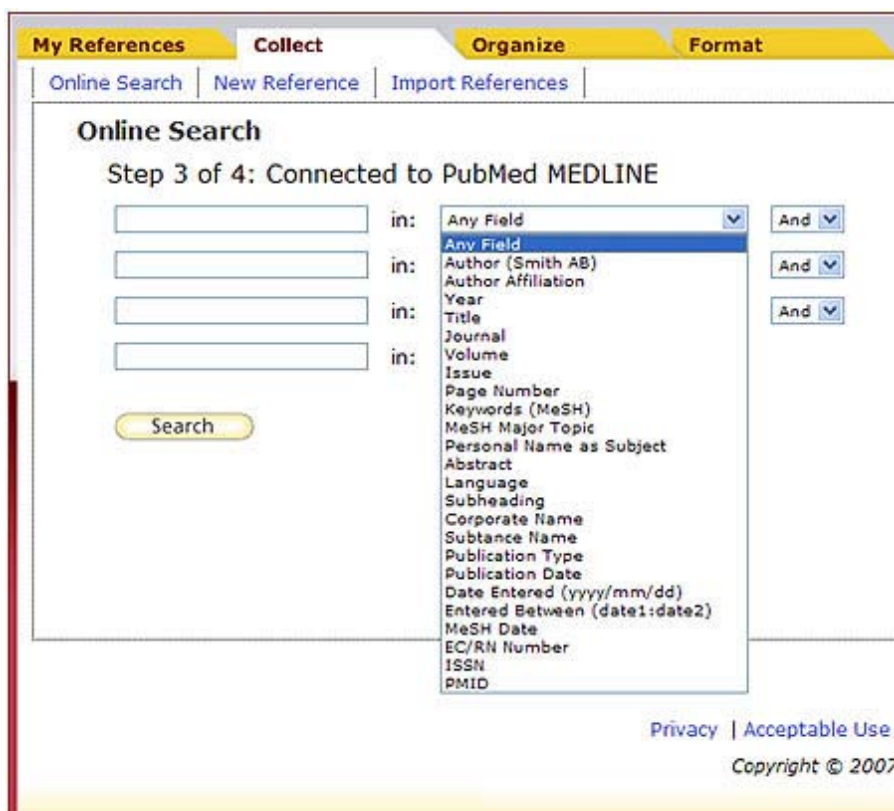 My References Collect Organize Format
Online Search New Reference Import References
Online Search
Step 3 of 4: Connected to PubMed MEDLINE
in: Any Field And
Any Field
in: And
Author (Smith AB)
Author Affiliation
Year
in: And
Title
Journal
in:
Volume
Issue
Page Number
Keywords (MeSH)
MeSH Major Topic
Search
Personal Name as Subject
Abstract
Language
Subheading
Corporate Name
Subtance Name
Publication Type
Publication Date
Date Entered (yyyy/mm/dd)
Entered Between (date1:date2)
MeSH Date
EC/RN Number
ISSN
PMID
Privacy | Acceptable Use
Copyright © 2007